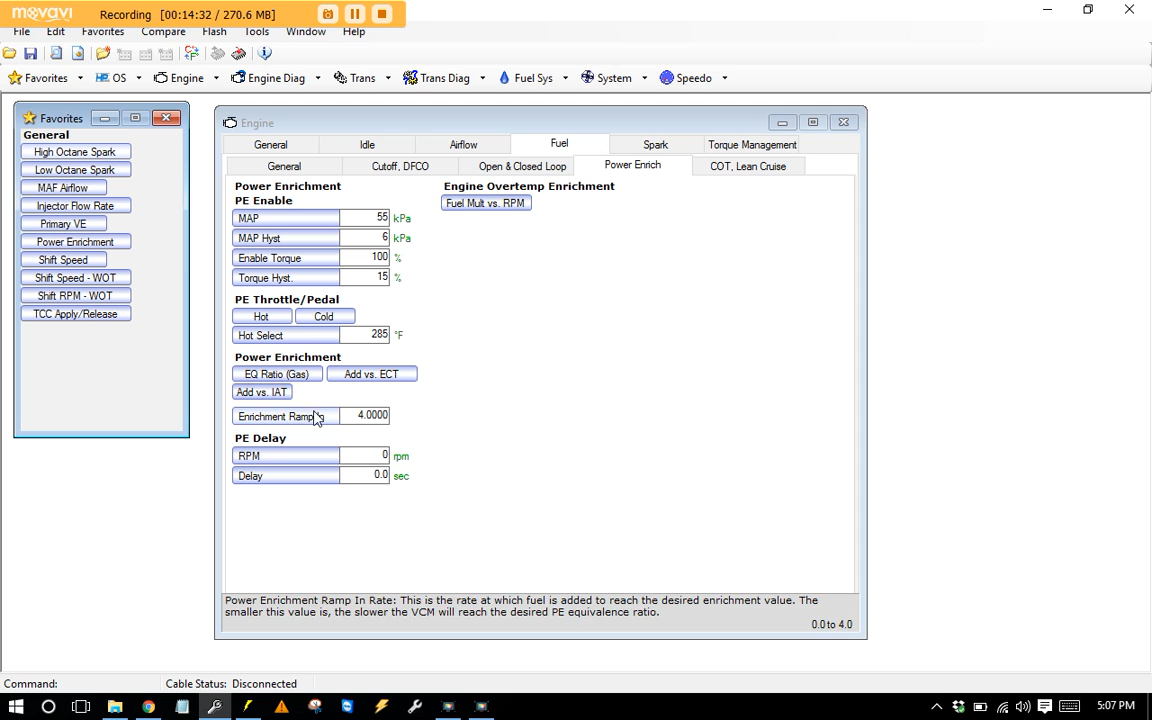 movavi Recording [00:14:32 / 270.6 MB]
File Edit Favorites Compare Flash Tools Window Help
Favorites OS Engine Engine Diag Trans Trans Diag Fuel Sys System Speedo
Favorites
General
High Octane Spark
Low Octane Spark
MAF Airflow
Injector Flow Rate
Primary VE
Power Enrichment
Shift Speed
Shift Speed - WOT
Shift RPM - WOT
TCC Apply/Release
Engine
General Idle Airflow Fuel Spark Torque Management
General Cutoff, DFCO Open & Closed Loop Power Enrich COT, Lean Cruise
Power Enrichment
PE Enable
MAP 55 kPa
MAP Hyst 6 kPa
Enable Torque 100 %
Torque Hyst. 15 %
PE Throttle/Pedal
Hot Cold
Hot Select 285 °F
Power Enrichment
EQ Ratio (Gas) Add vs. ECT
Add vs. IAT
Enrichment Ramp 4.0000
PE Delay
RPM 0 rpm
Delay 0.0 sec
Engine Overtemp Enrichment
Fuel Mult vs. RPM
Power Enrichment Ramp In Rate: This is the rate at which fuel is added to reach the desired enrichment value. The
smaller this value is, the slower the VCM will reach the desired PE equivalence ratio.
0.0 to 4.0
Command: Cable Status: Disconnected
5:07 PM